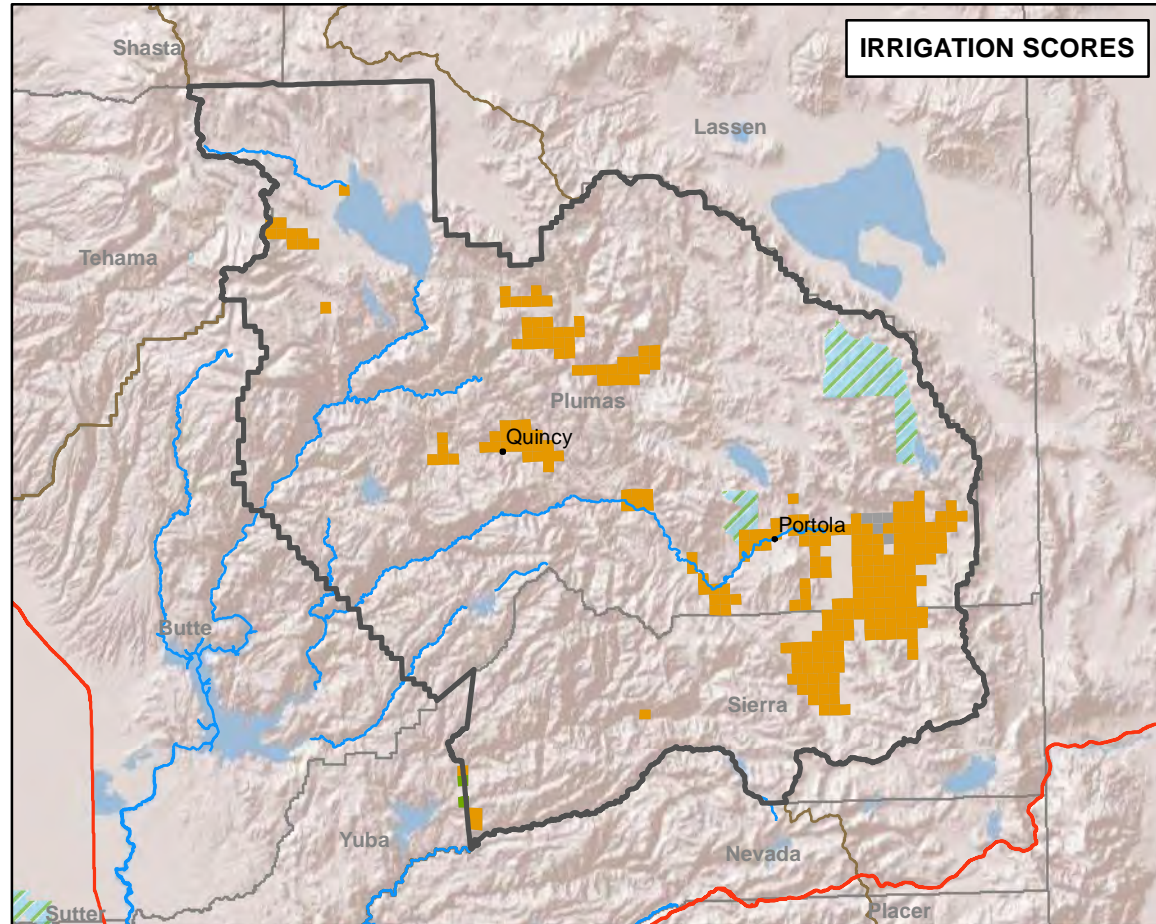 Shasta
IRRIGATION SCORES
Lassen
Tehama
Plumas
Quincy
Portola
Butte
Sierra
Yuba
Nevada
Sutter
Placer